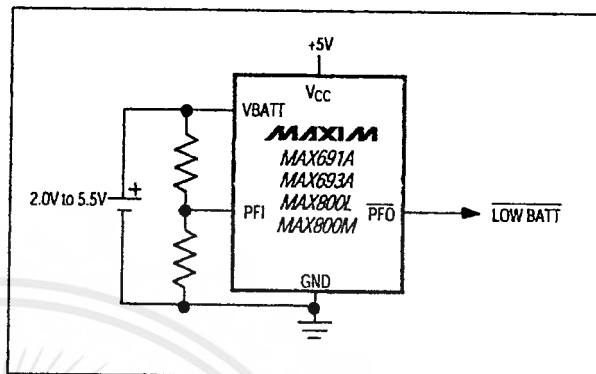 +5V
VCC
VBATT
MAXIM
MAX691A
MAX693A
MAX800L
MAX800M
2.0V to 5.5V
+
PFI
PFO
LOW BATT
GND